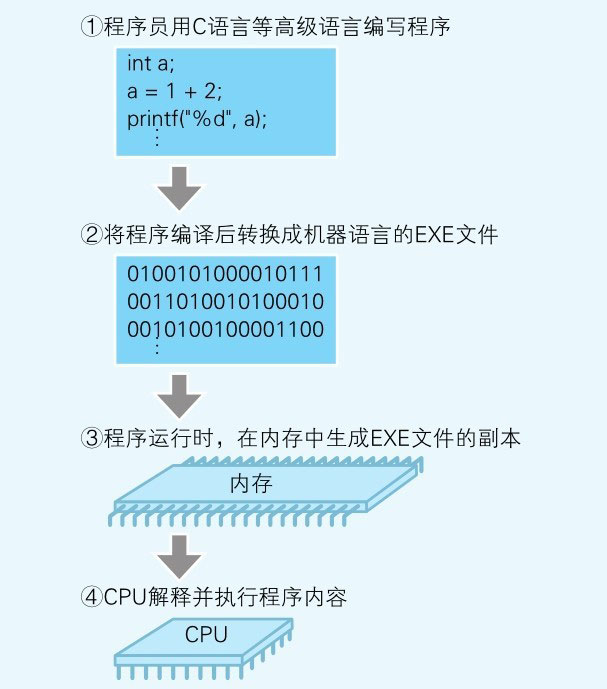 ①程序员用C语言等高级语言编写程序
int a;
a = 1 + 2;
printf("%d", a);
⋮
②将程序编译后转换成机器语言的EXE文件
0100101000010111
0011010010100010
0010100100001100
⋮
③程序运行时，在内存中生成EXE文件的副本
内存
④CPU解释并执行程序内容
CPU